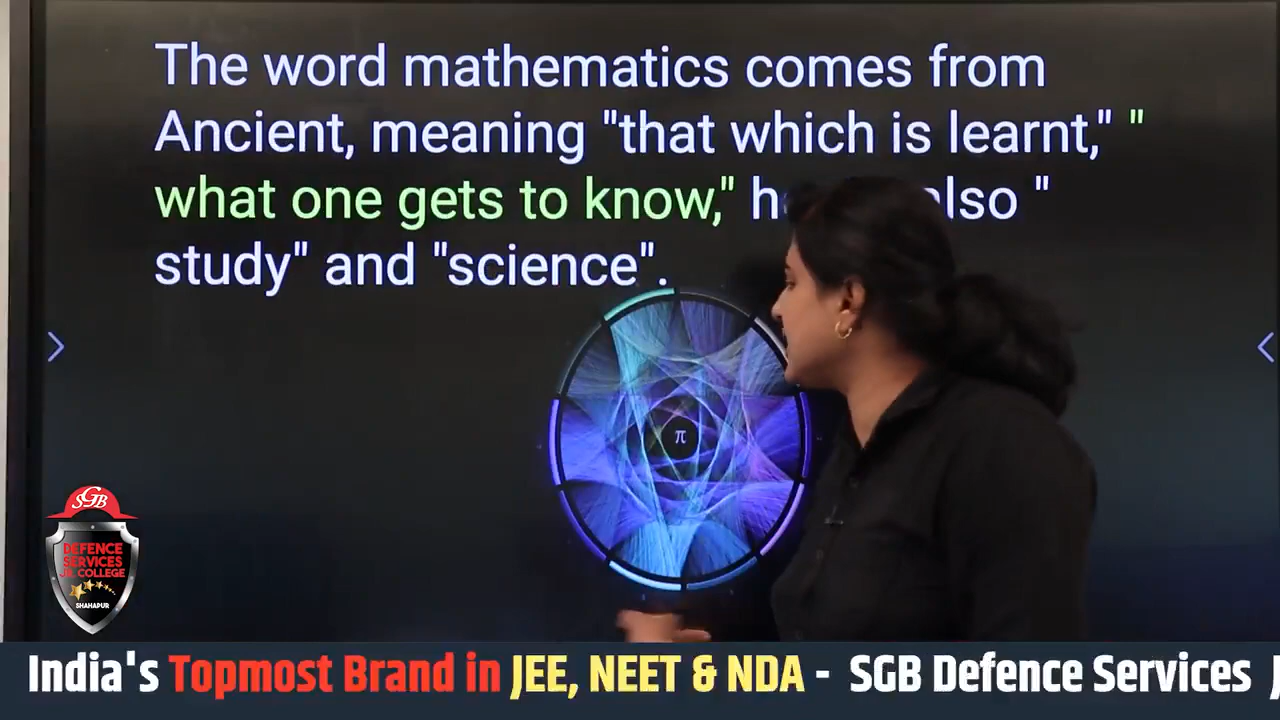 The word mathematics comes from
Ancient, meaning "that which is learnt," "
what one gets to know," also "
study" and "science".
π
SGB
DEFENCE
SERVICES
JR. COLLEGE
SHAHAPUR
India's Topmost Brand in JEE, NEET & NDA - SGB Defence Services J